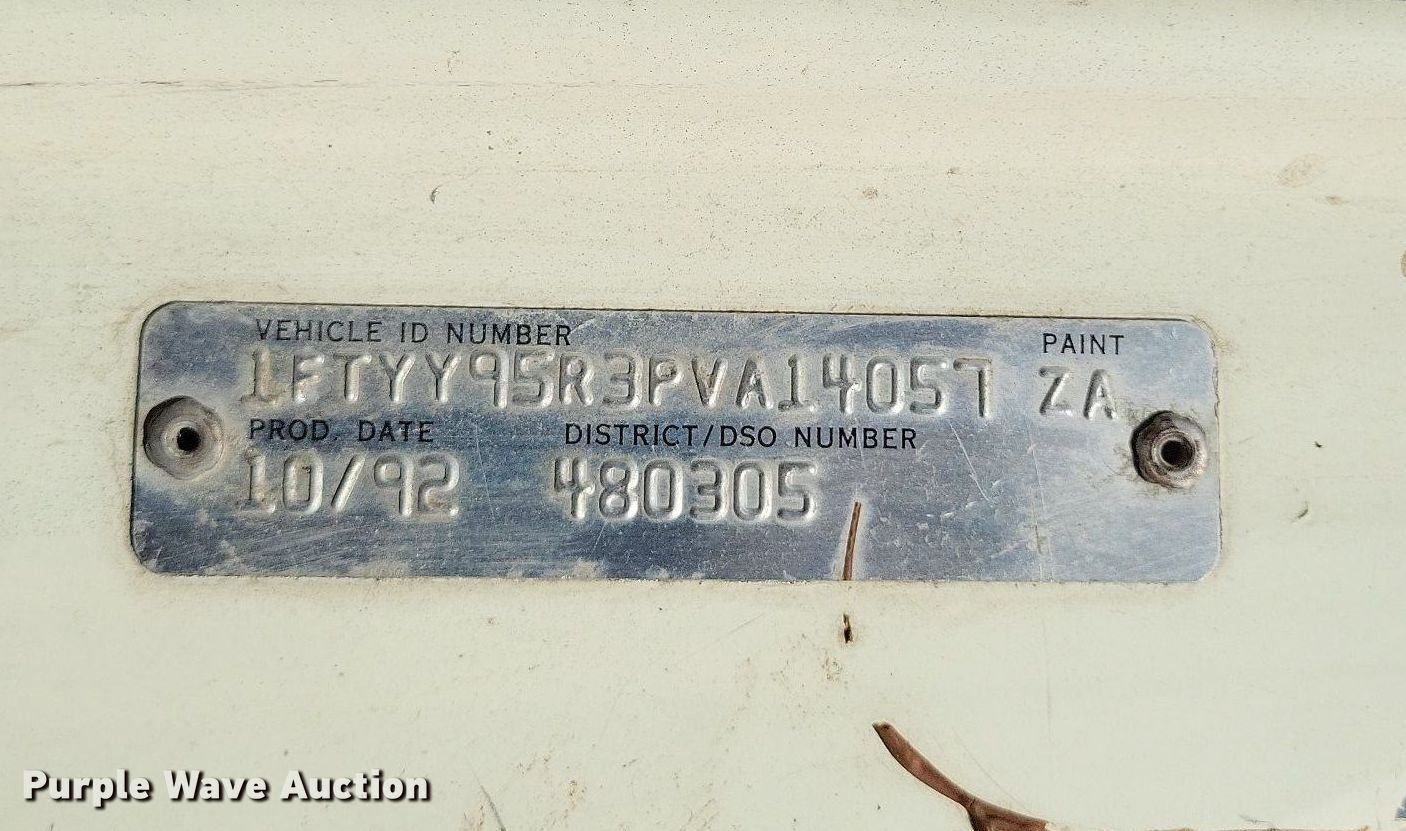 VEHICLE ID NUMBER PAINT
1FTYY95R3PVA14057 ZA
PROD. DATE DISTRICT/DSO NUMBER
10/92 480305
Purple Wave Auction